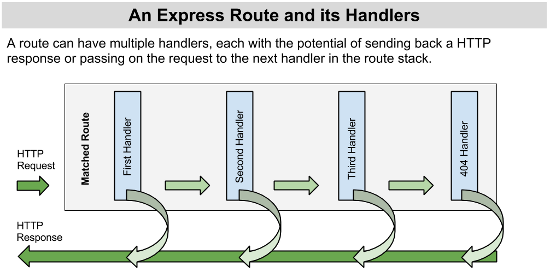 An Express Route and its Handlers
A route can have multiple handlers, each with the potential of sending back a HTTP
response or passing on the request to the next handler in the route stack.
Matched Route
First Handler
Second Handler
Third Handler
404 Handler
HTTP
Request
HTTP
Response